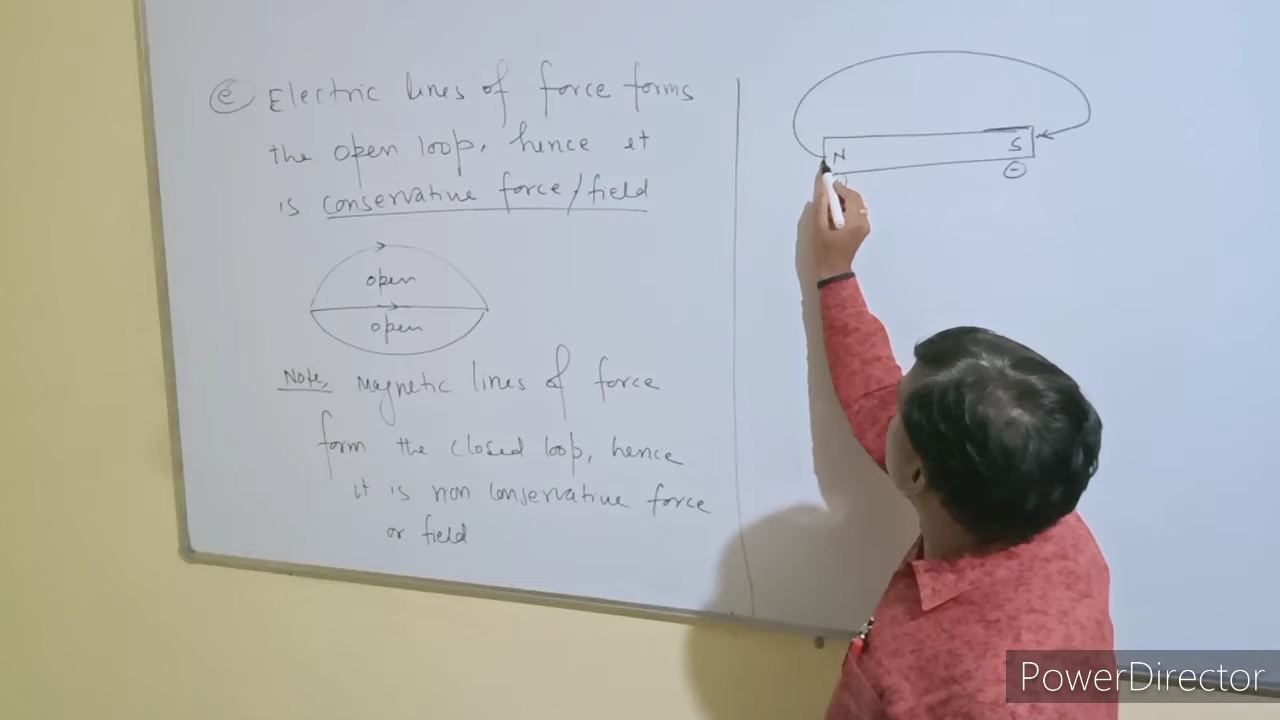 e Electric lines of force forms
the open loop, hence it
is conservative force/field
open
open
Note, Magnetic lines of force
form the closed loop, hence
it is non conservative force
or field
N S
-
PowerDirector